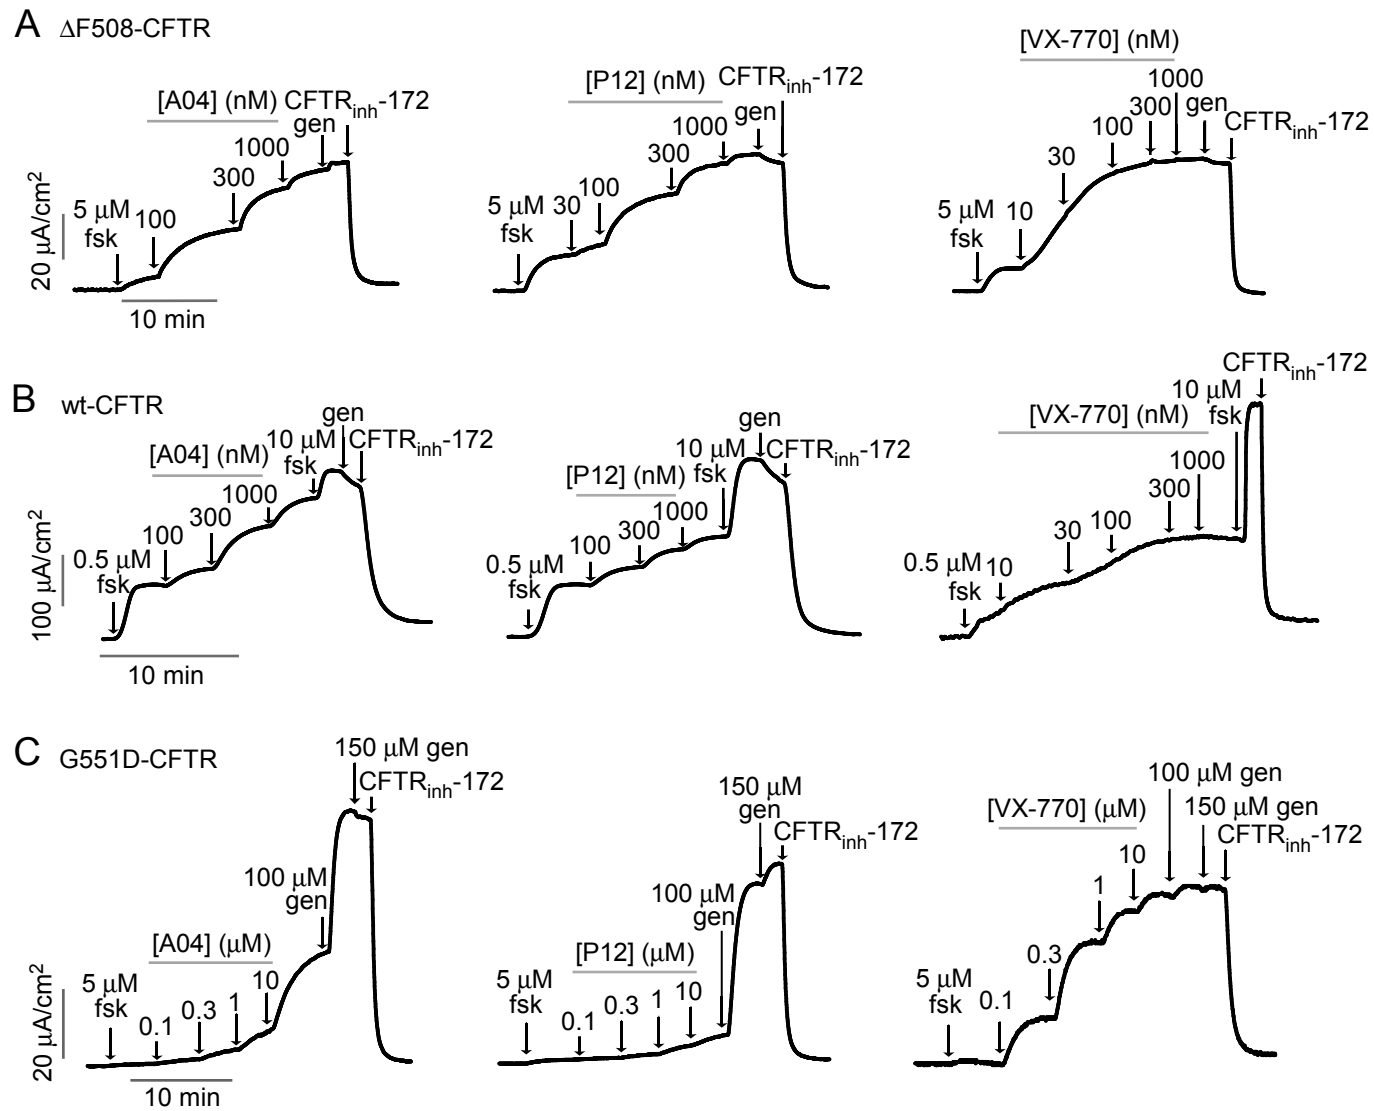 A ΔF508-CFTR
[A04] (nM) CFTRinh-172
gen
1000
300
5 μM 100
fsk
20 μA/cm2
10 min
[P12] (nM) CFTRinh-172
gen
1000
300
5 μM 30 100
fsk
[VX-770] (nM)
1000
300 gen
100 CFTRinh-172
30
5 μM 10
fsk
B wt-CFTR
gen
[A04] (nM) 10 μM CFTRinh-172
fsk
1000
300
100
0.5 μM
fsk
100 μA/cm2
10 min
gen
10 μM CFTRinh-172
[P12] (nM) fsk
1000
300
100
0.5 μM
fsk
CFTRinh-172
10 μM
[VX-770] (nM) fsk
1000
300
30 100
0.5 μM 10
fsk
C G551D-CFTR
150 μM gen
CFTRinh-172
100 μM
gen
[A04] (μM)
5 μM 10
fsk 0.1 0.3 1
20 μA/cm2
10 min
150 μM
gen
CFTRinh-172
100 μM
gen
[P12] (μM)
5 μM
fsk 0.1 0.3 1 10
100 μM gen
[VX-770] (μM) 150 μM gen
CFTRinh-172
10
1
0.3
5 μM 0.1
fsk